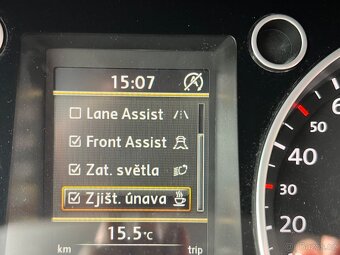 15:07
Lane Assist
Front Assist
Zat. světla
Zjišt. únava
15.5°C
km trip
60
50
40
30
20